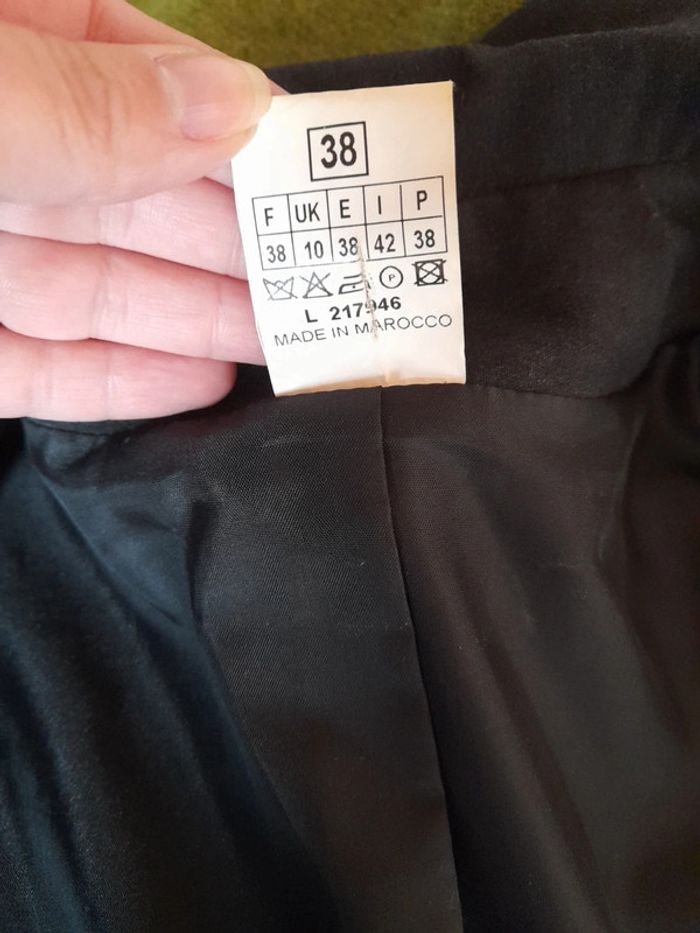 38
F UK E I P
38 10 38 42 38
P
L 217946
MADE IN MAROCCO